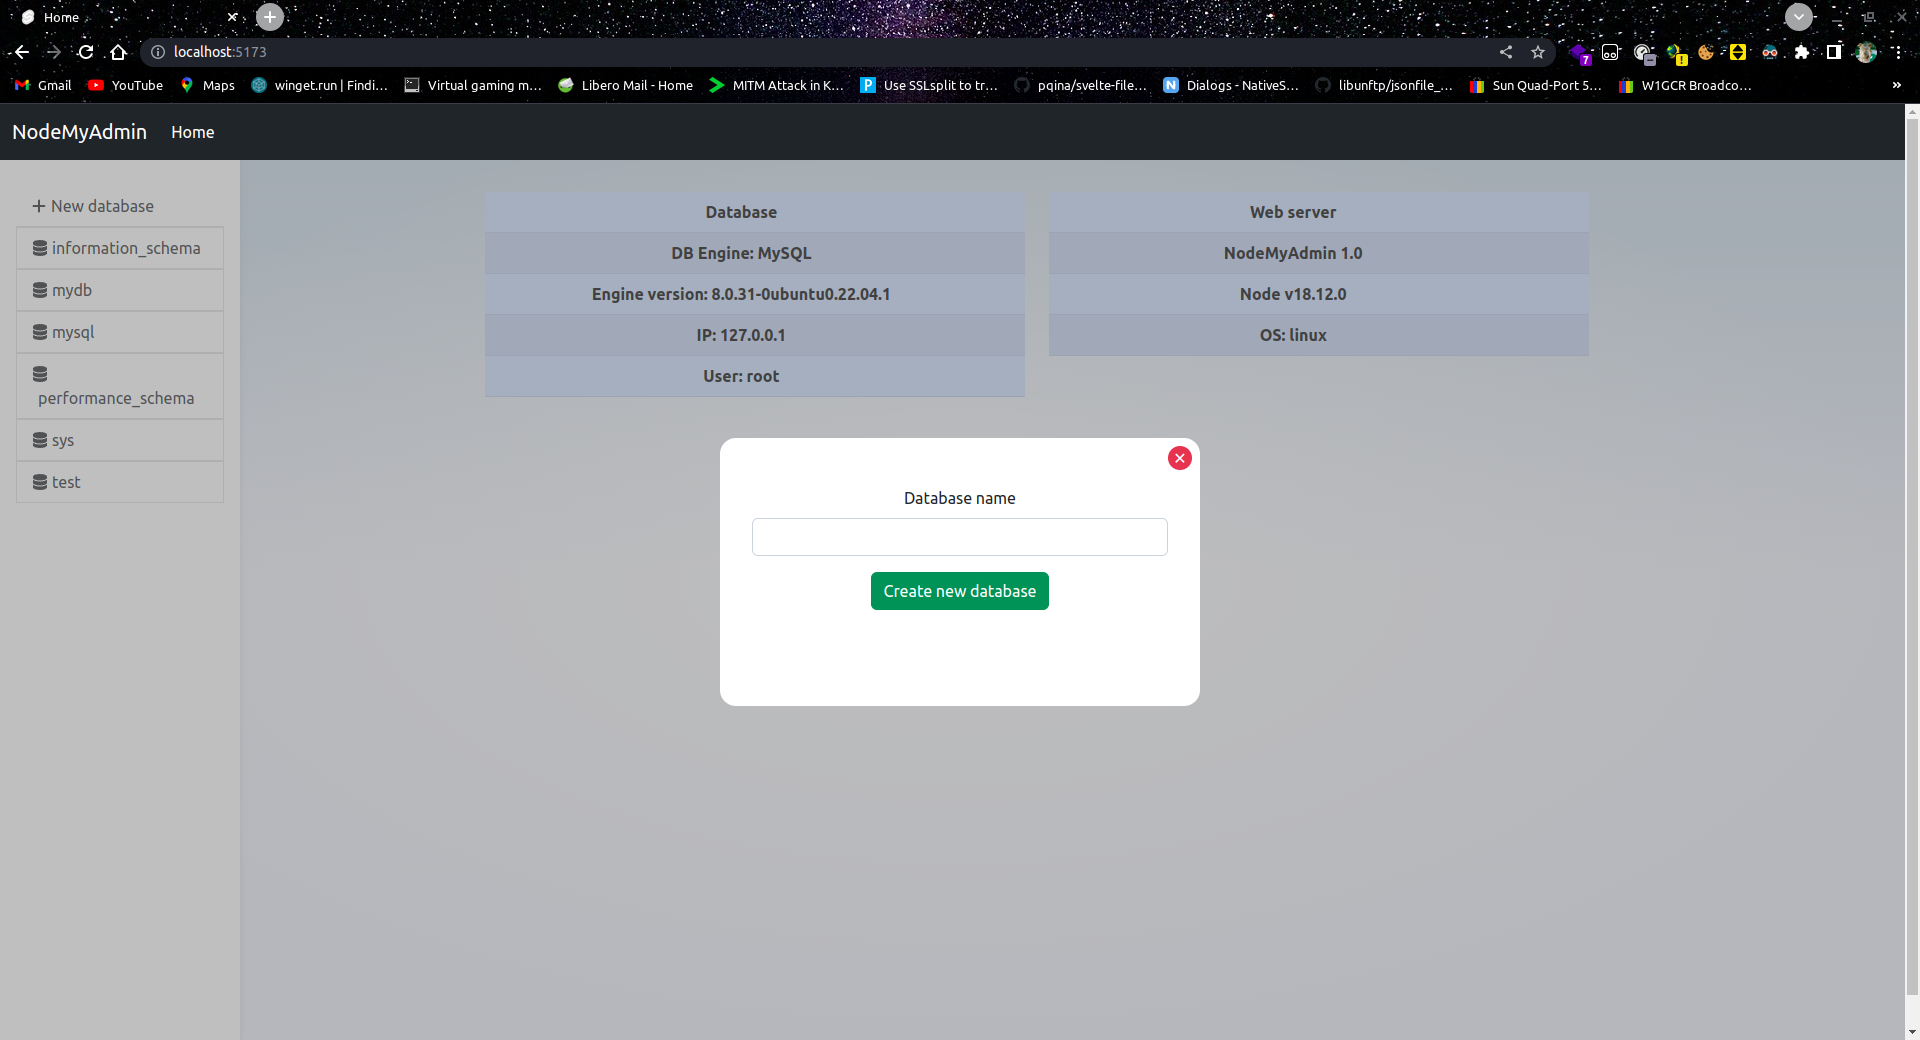 Home
localhost:5173
7
!
Gmail
YouTube
Maps
winget.run | Findi...
Virtual gaming m...
Libero Mail - Home
MITM Attack in K...
Use SSLsplit to tr...
pqina/svelte-file...
Dialogs - NativeS...
libunftp/jsonfile_...
Sun Quad-Port 5...
W1GCR Broadco...
»
NodeMyAdmin Home
New database
information_schema
mydb
mysql
performance_schema
sys
test
Database
DB Engine: MySQL
Engine version: 8.0.31-0ubuntu0.22.04.1
IP: 127.0.0.1
User: root
Web server
NodeMyAdmin 1.0
Node v18.12.0
OS: linux
Database name
Create new database